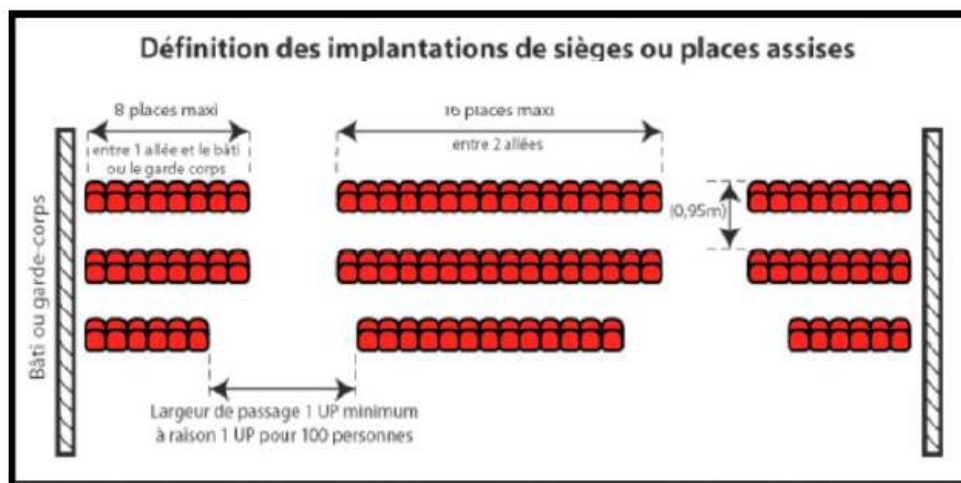 Définition des implantations de sièges ou places assises
8 places maxi
entre 1 allée et le bâti
ou le garde corps
16 places maxi
entre 2 allées
(0,95m)
Bâti ou garde-corps
Largeur de passage 1 UP minimum
à raison 1 UP pour 100 personnes